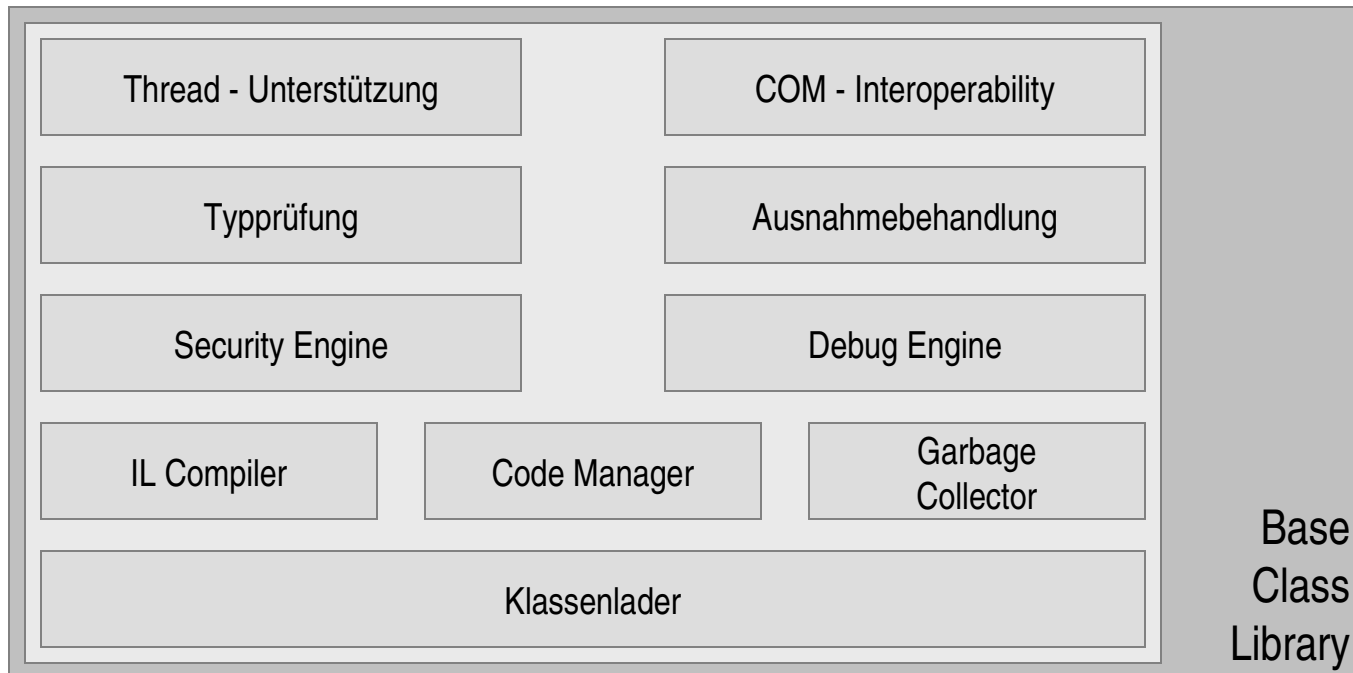 Thread - Unterstützung
COM - Interoperability
Typprüfung
Ausnahmebehandlung
Security Engine
Debug Engine
IL Compiler
Code Manager
Garbage
Collector
Klassenlader
Base
Class
Library